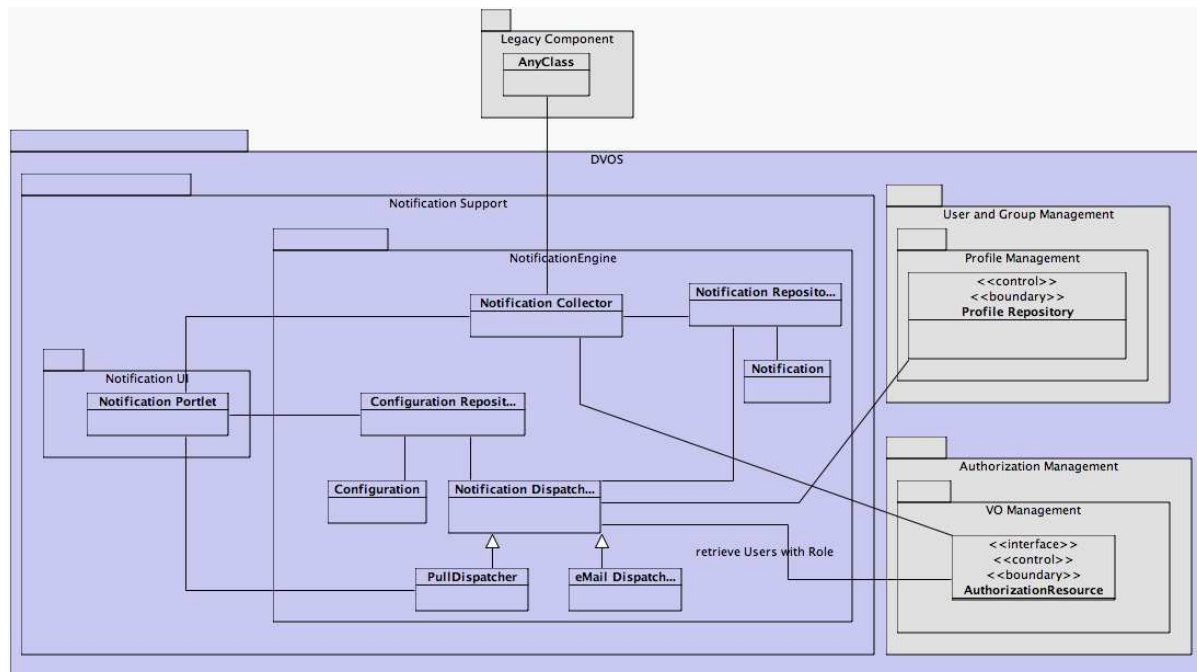 Legacy Component
AnyClass
DVOS
Notification Support
User and Group Management
NotificationEngine
Profile Management
<<control>>
<<boundary>>
Profile Repository
Notification Collector
Notification Reposito...
Notification
Notification UI
Notification Portlet
Configuration Reposit...
Configuration
Notification Dispatch...
Authorization Management
VO Management
<<interface>>
<<control>>
<<boundary>>
AuthorizationResource
retrieve Users with Role
PullDispatcher
eMail Dispatch...